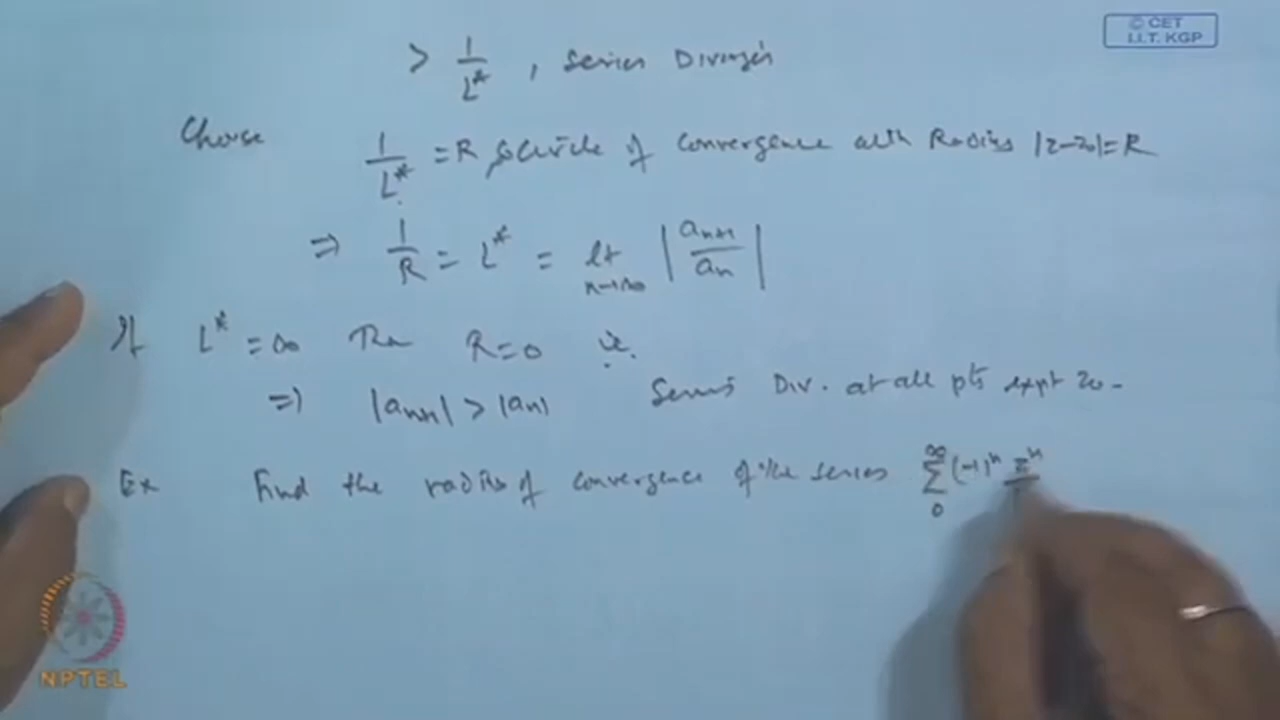 © CET
I.I.T. KGP
> 1/L* , Series Diverges
Choose 1/L* = R, circle of convergence with Radius |z-z₀| = R
⇒ 1/R = L* = lt n→∞ |aₙ₊₁/aₙ|
If L* = ∞ Then R = 0 i.e.
⇒ |aₙ₊₁| > |aₙ| Series Div. at all pts expt z₀.
Ex Find the radius of convergence of the series ∑₀^∞ (-1)ⁿ zⁿ
NPTEL